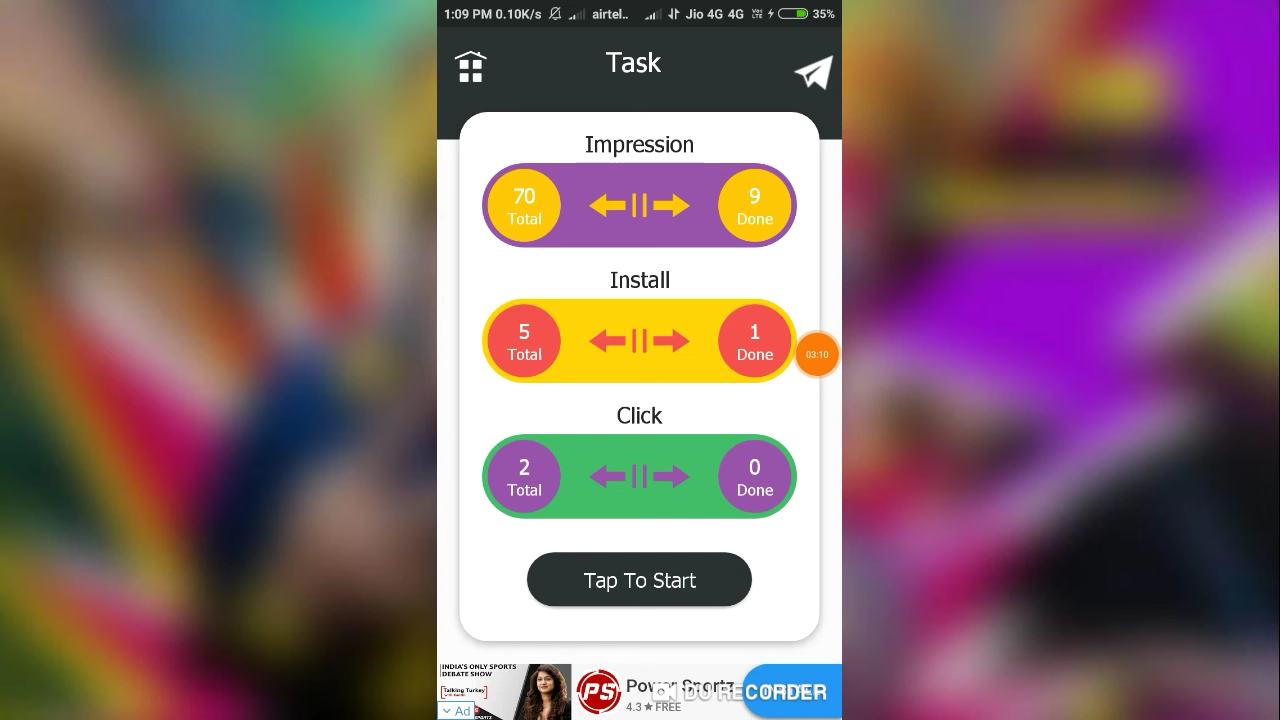 1:09 PM 0.10K/s airtel.. Jio 4G 4G 35%
Task
Impression
70
Total
9
Done
Install
5
Total
1
Done
03:10
Click
2
Total
0
Done
Tap To Start
INDIA'S ONLY SPORTS
DEBATE SHOW
Talking Turkey
Ad
PS
Power Sportz
4.3 ★ FREE
DU RECORDER